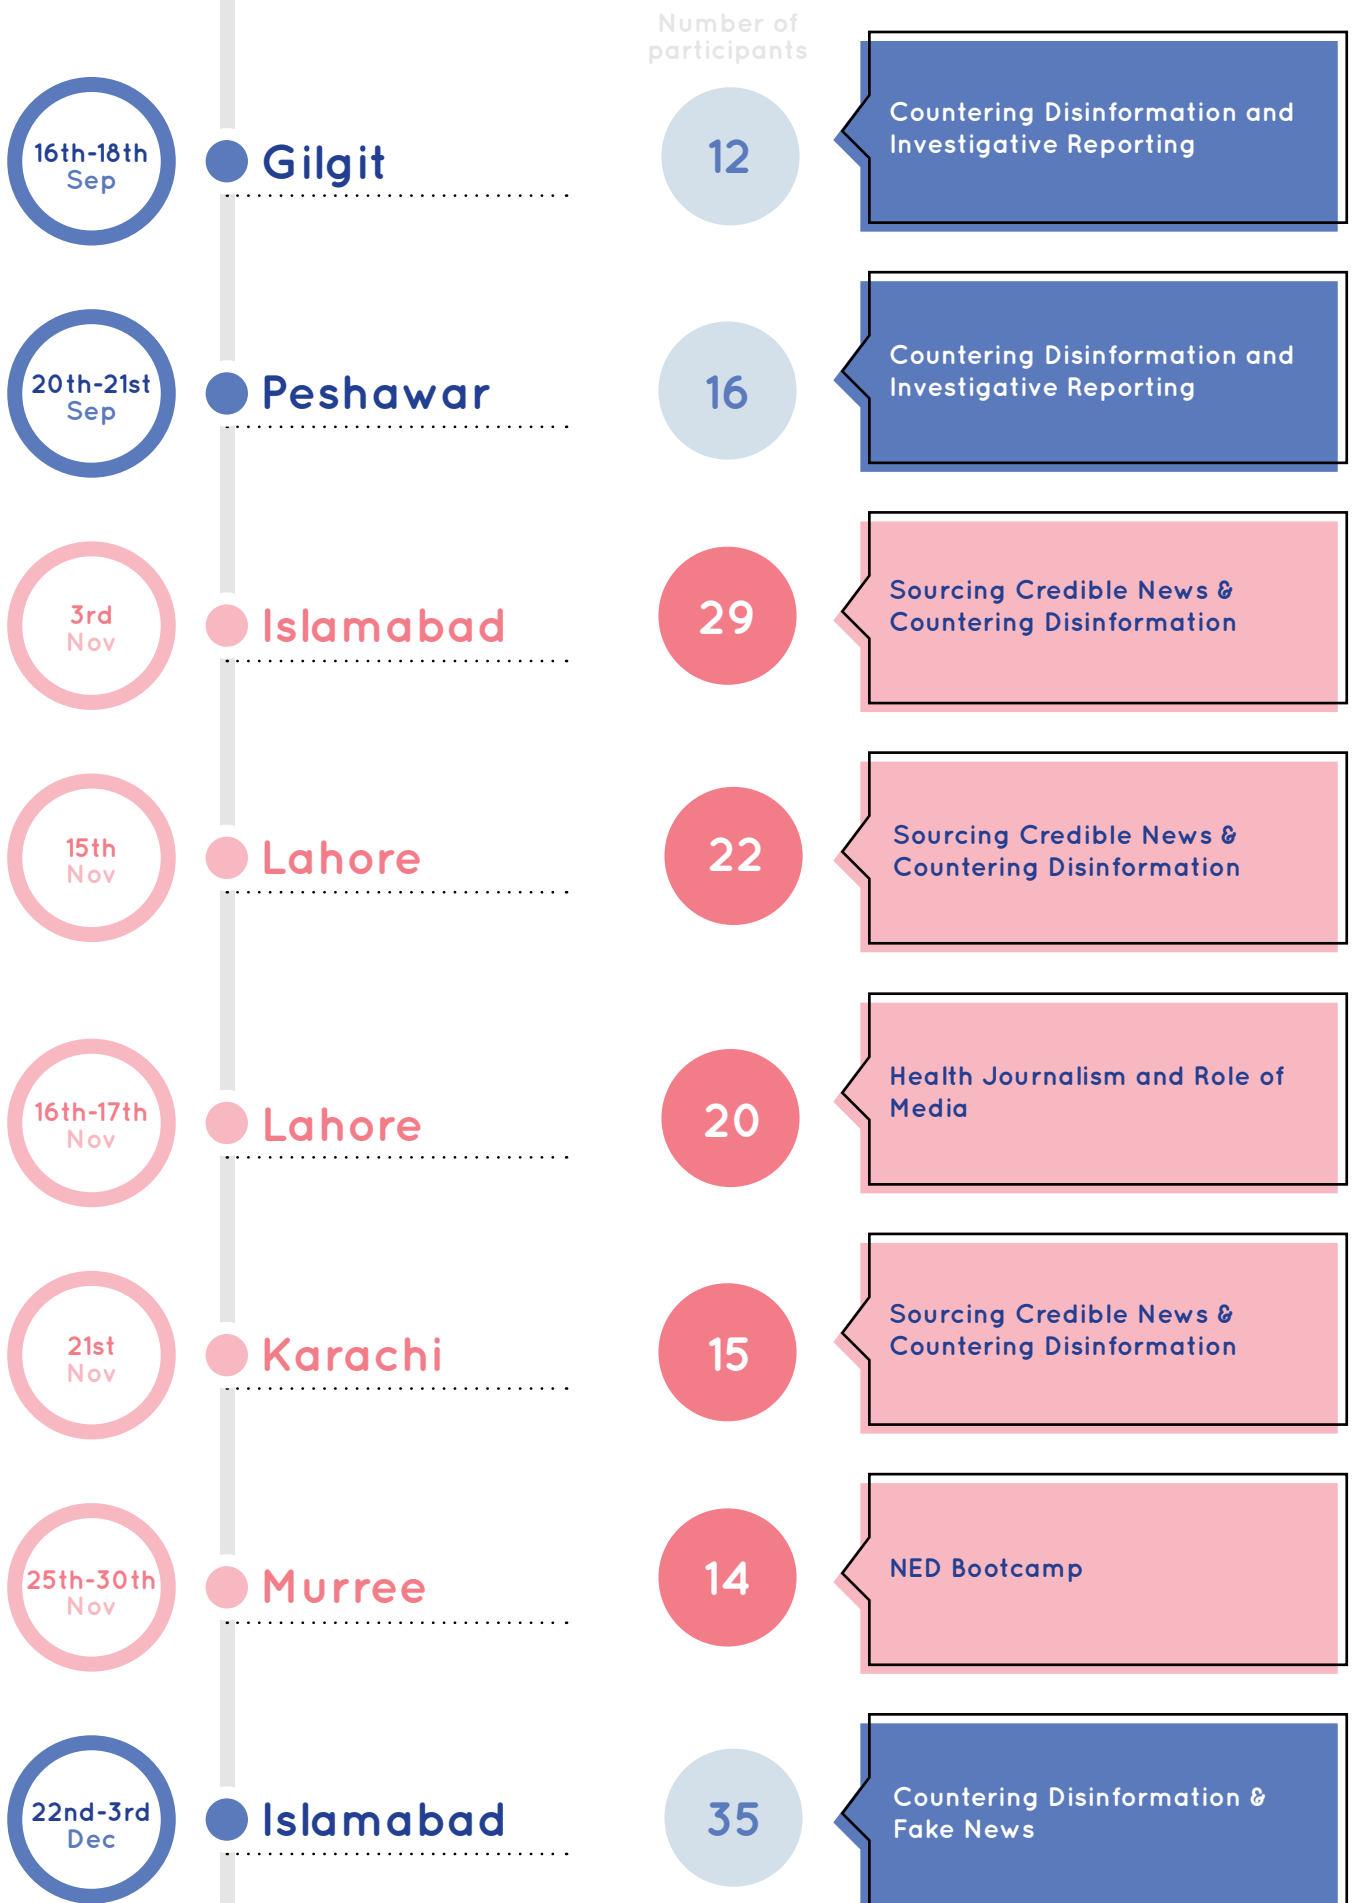 Number of
participants
16th-18th
Sep
Gilgit
12
Countering Disinformation and
Investigative Reporting
20th-21st
Sep
Peshawar
16
Countering Disinformation and
Investigative Reporting
3rd
Nov
Islamabad
29
Sourcing Credible News &
Countering Disinformation
15th
Nov
Lahore
22
Sourcing Credible News &
Countering Disinformation
16th-17th
Nov
Lahore
20
Health Journalism and Role of
Media
21st
Nov
Karachi
15
Sourcing Credible News &
Countering Disinformation
25th-30th
Nov
Murree
14
NED Bootcamp
22nd-3rd
Dec
Islamabad
35
Countering Disinformation &
Fake News